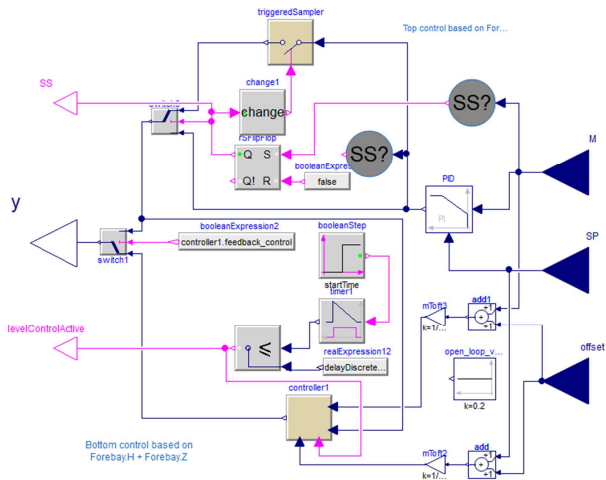 triggeredSampler
Top control based on For...
SS
change1
change
SS?
rSFlipFlop
Q S
Q! R
SS?
booleanExpres
false
M
PID
PI
y
booleanExpression2
controller1.feedback_control
switch1
booleanStep
startTime
SP
timer1
mToft3
k=1/...
add1
+1
+
+1
levelControlActive
≤
realExpression12
delayDiscrete...
open_loop_v...
k=0.2
offset
controller1
Bottom control based on
Forebay.H + Forebay.Z
mToft2
k=1/...
add
+1
+
+1